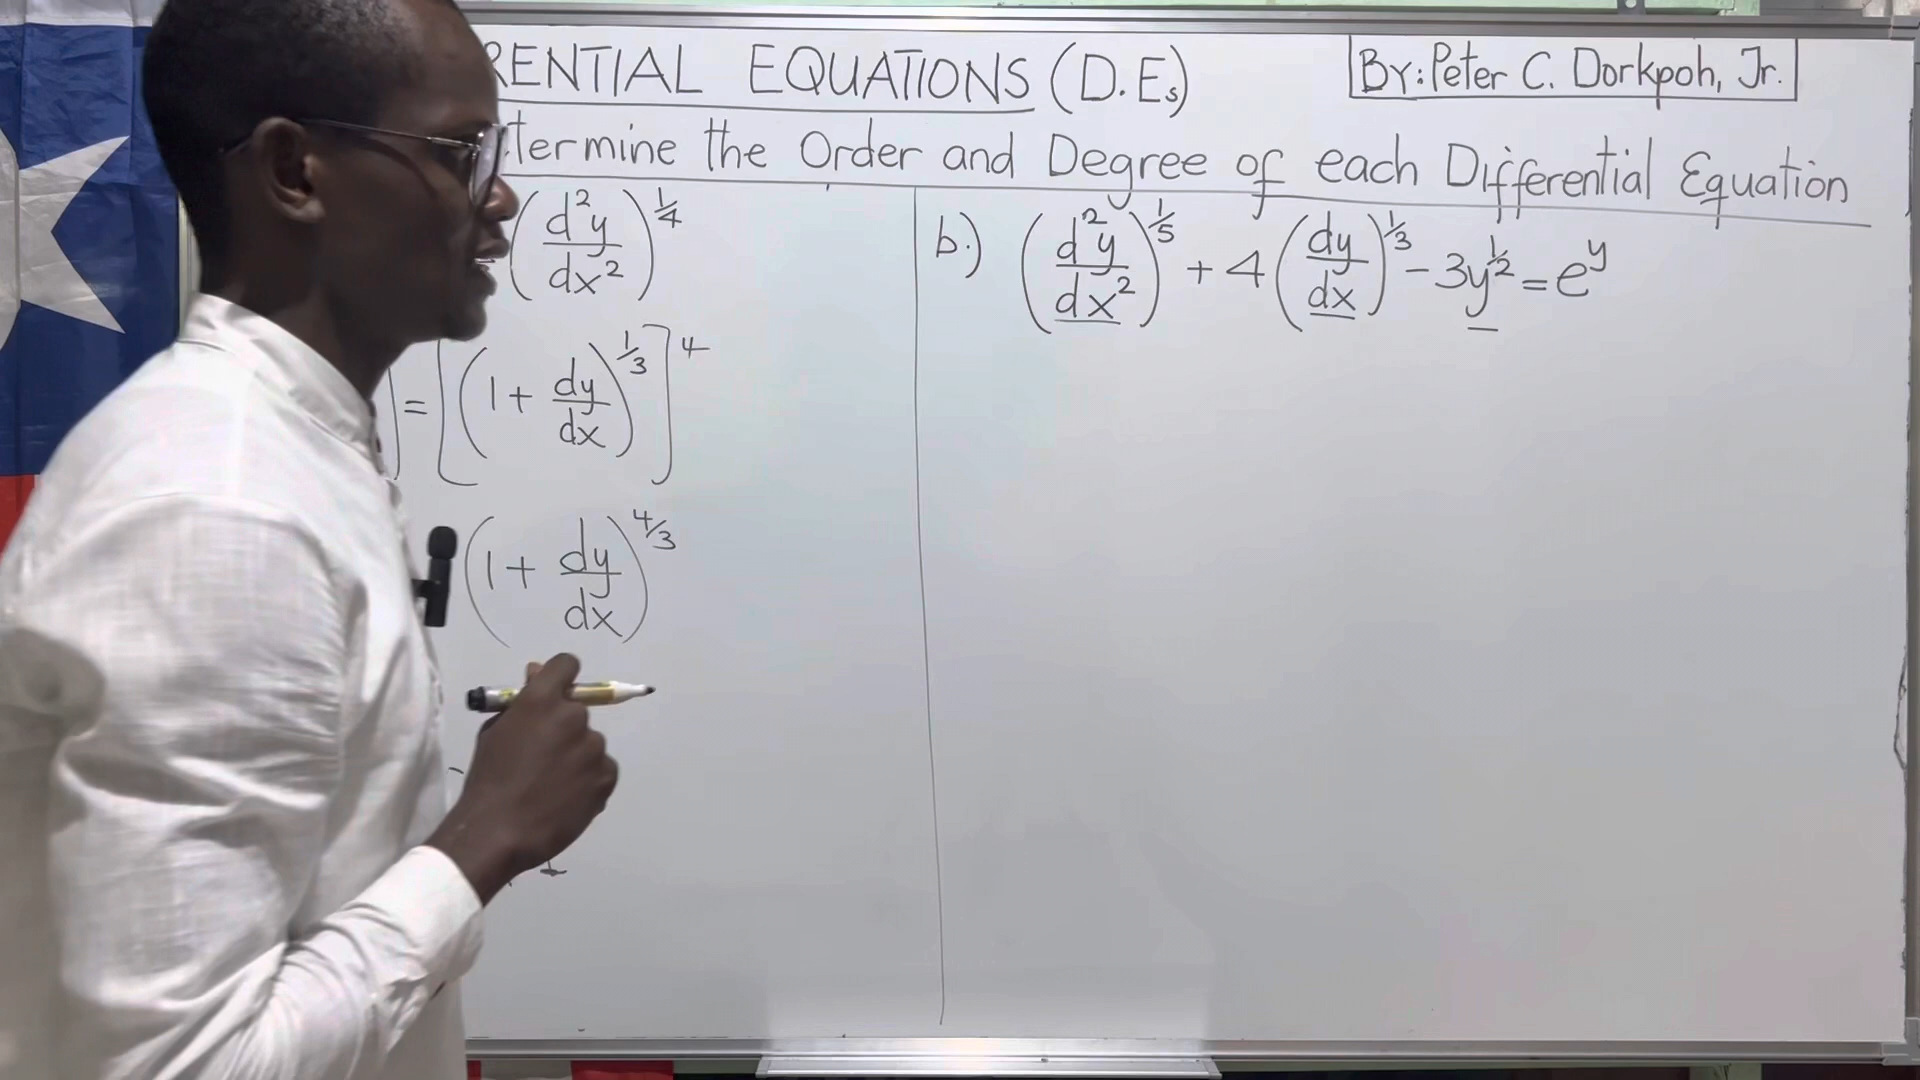 RENTIAL EQUATIONS (D.Es)
By: Peter C. Dorkpoh, Jr.
termine the Order and Degree of each Differential Equation
(d²y/dx²)^1/4
= [(1 + dy/dx)^1/3]^4
(1 + dy/dx)^4/3
b.) (d²y/dx²)^1/5 + 4(dy/dx)^1/3 - 3y^1/2 = e^y